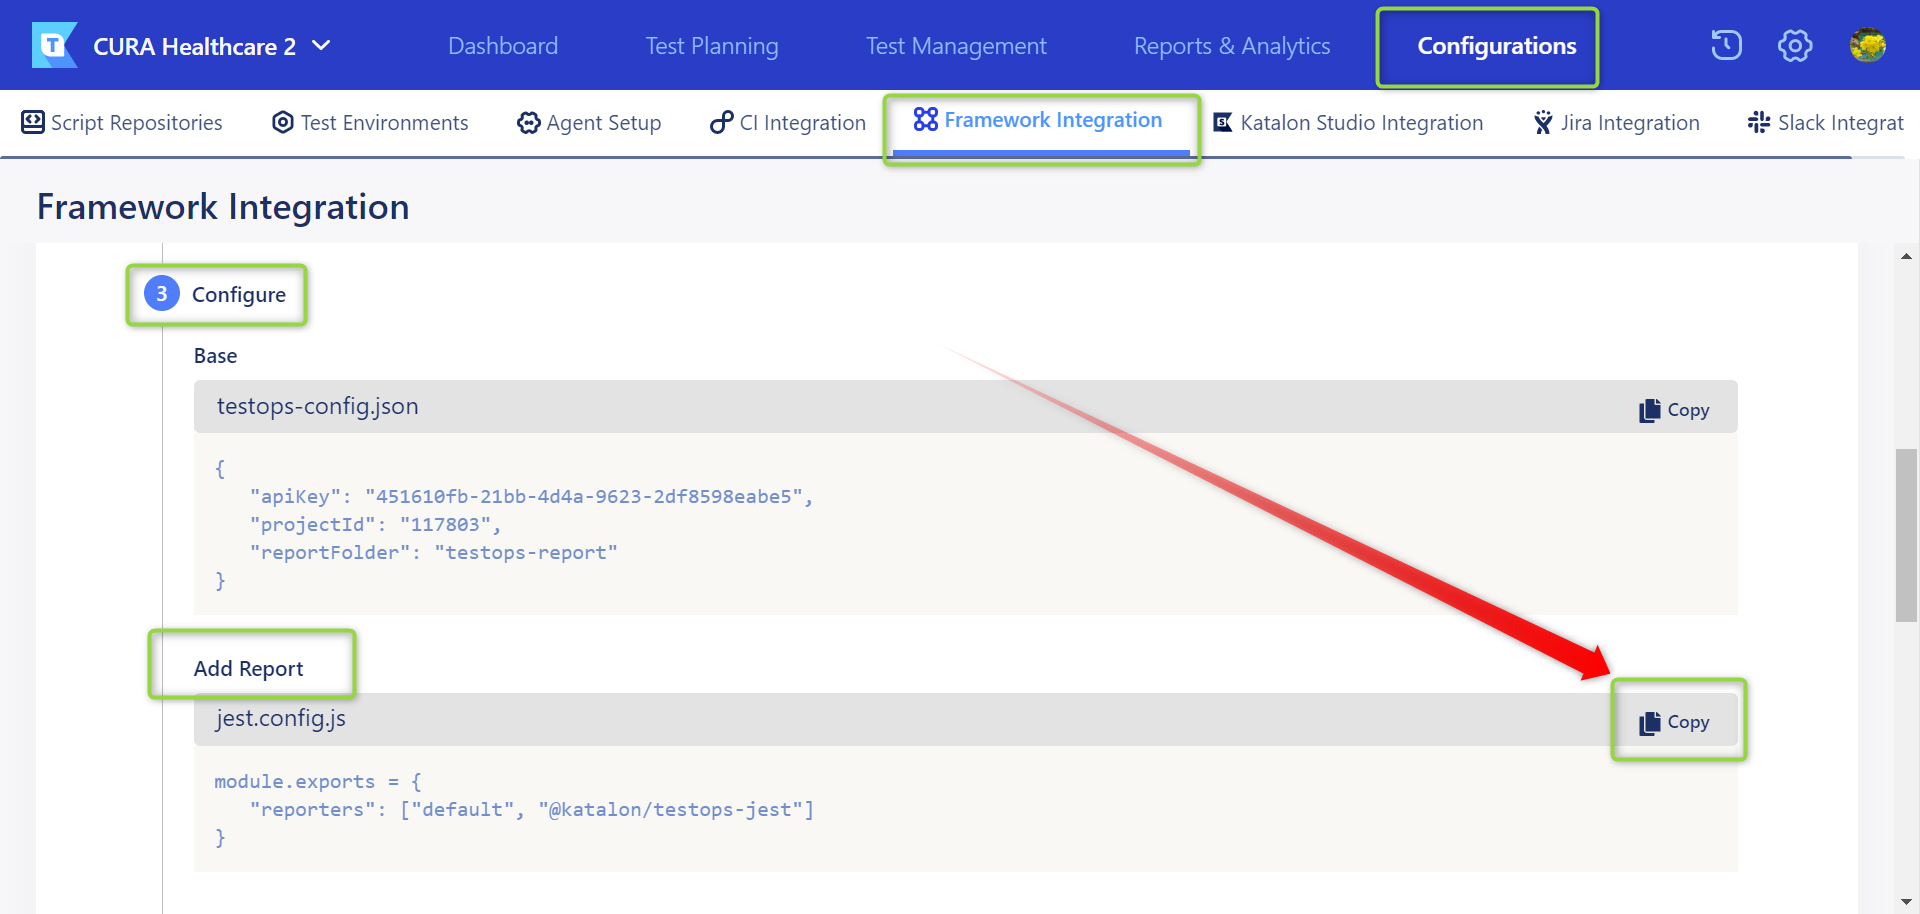 CURA Healthcare 2
Dashboard
Test Planning
Test Management
Reports & Analytics
Configurations
Script Repositories
Test Environments
Agent Setup
CI Integration
Framework Integration
Katalon Studio Integration
Jira Integration
Slack Integrat
Framework Integration
3 Configure
Base
testops-config.json
Copy
{
"apiKey": "451610fb-21bb-4d4a-9623-2df8598eabe5",
"projectId": "117803",
"reportFolder": "testops-report"
}
Add Report
jest.config.js
Copy
module.exports = {
"reporters": ["default", "@katalon/testops-jest"]
}